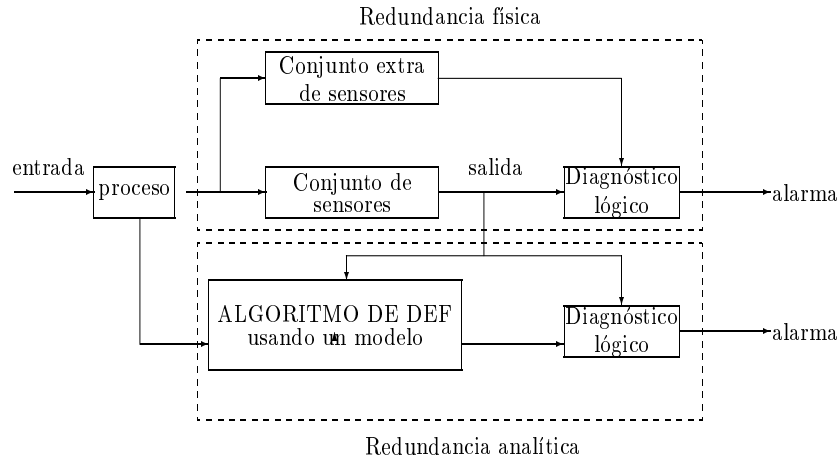 Redundancia física
Conjunto extra
de sensores
entrada
proceso
Conjunto de
sensores
salida
Diagnóstico
lógico
alarma
ALGORITMO DE DEF
usando un modelo
Diagnóstico
lógico
alarma
Redundancia analítica